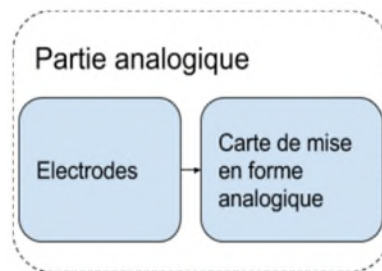 Partie analogique
Electrodes
Carte de mise
en forme
analogique